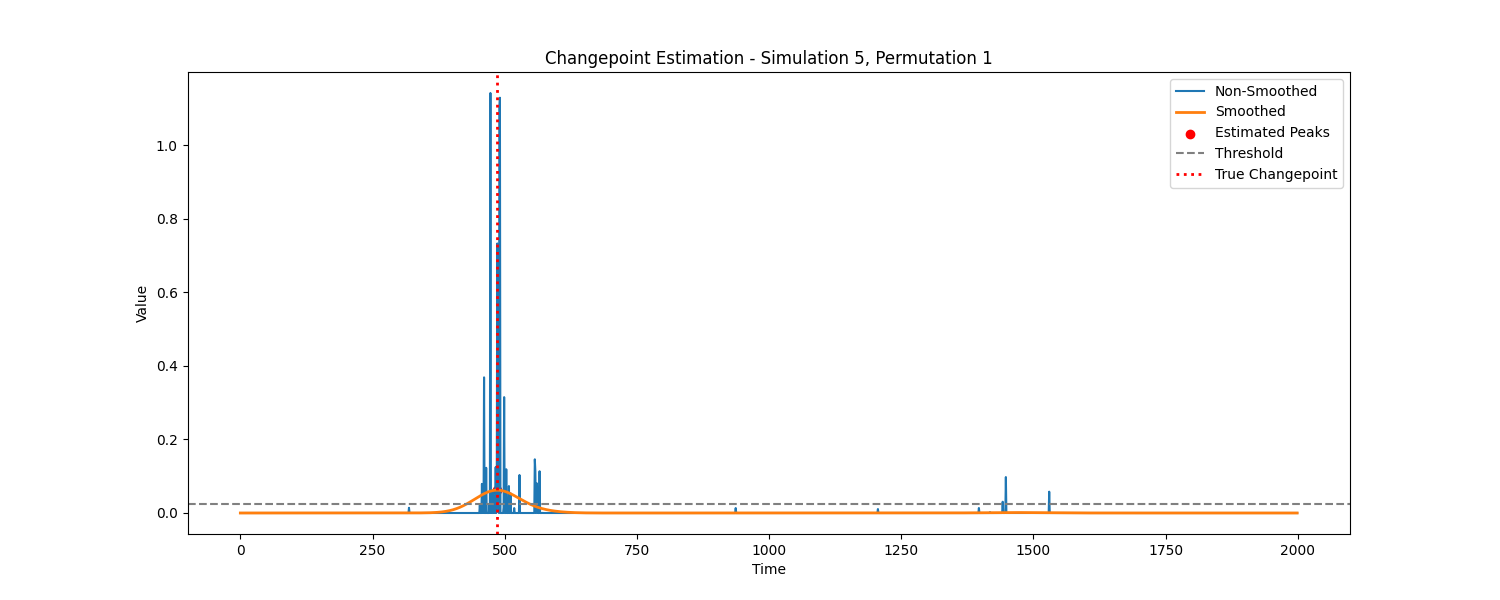 Changepoint Estimation - Simulation 5, Permutation 1
Non-Smoothed
Smoothed
Estimated Peaks
Threshold
True Changepoint
Value
1.0
0.8
0.6
0.4
0.2
0.0
0 250 500 750 1000 1250 1500 1750 2000
Time